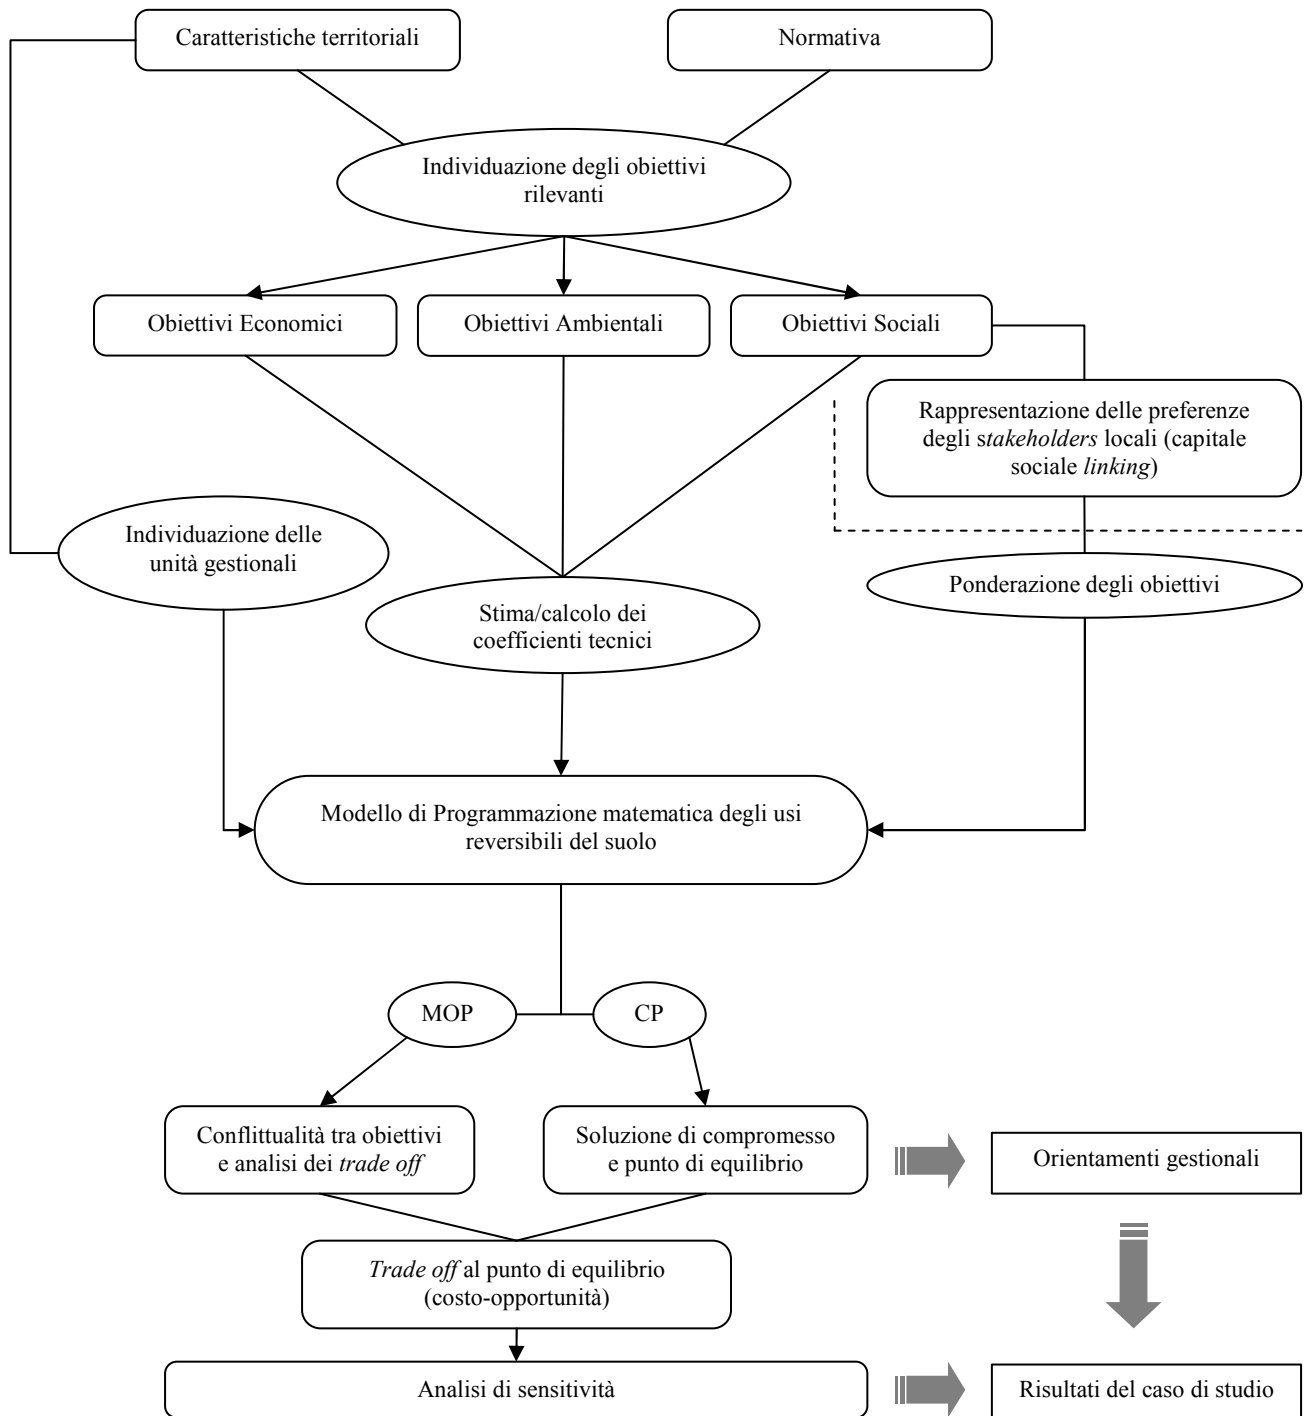 Caratteristiche territoriali
Normativa
Individuazione degli obiettivi
rilevanti
Obiettivi Economici
Obiettivi Ambientali
Obiettivi Sociali
Rappresentazione delle preferenze
degli stakeholders locali (capitale
sociale linking)
Individuazione delle
unità gestionali
Stima/calcolo dei
coefficienti tecnici
Ponderazione degli obiettivi
Modello di Programmazione matematica degli usi
reversibili del suolo
MOP
CP
Conflittualità tra obiettivi
e analisi dei trade off
Soluzione di compromesso
e punto di equilibrio
Orientamenti gestionali
Trade off al punto di equilibrio
(costo-opportunità)
Analisi di sensitività
Risultati del caso di studio